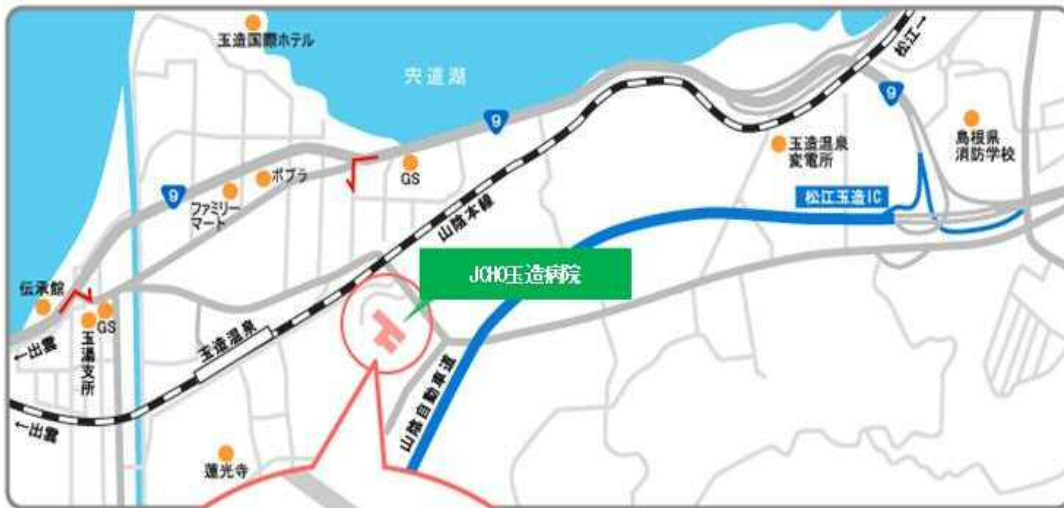 玉造国際ホテル
宍道湖
松江→
9
9
島根県
消防学校
玉造温泉
変電所
GS
ポプラ
9
ファミリー
マート
松江玉造IC
山陰本線
JCHO玉造病院
伝承館
GS
玉湯支所
←出雲
玉造温泉
山陰自動車道
←出雲
蓮光寺